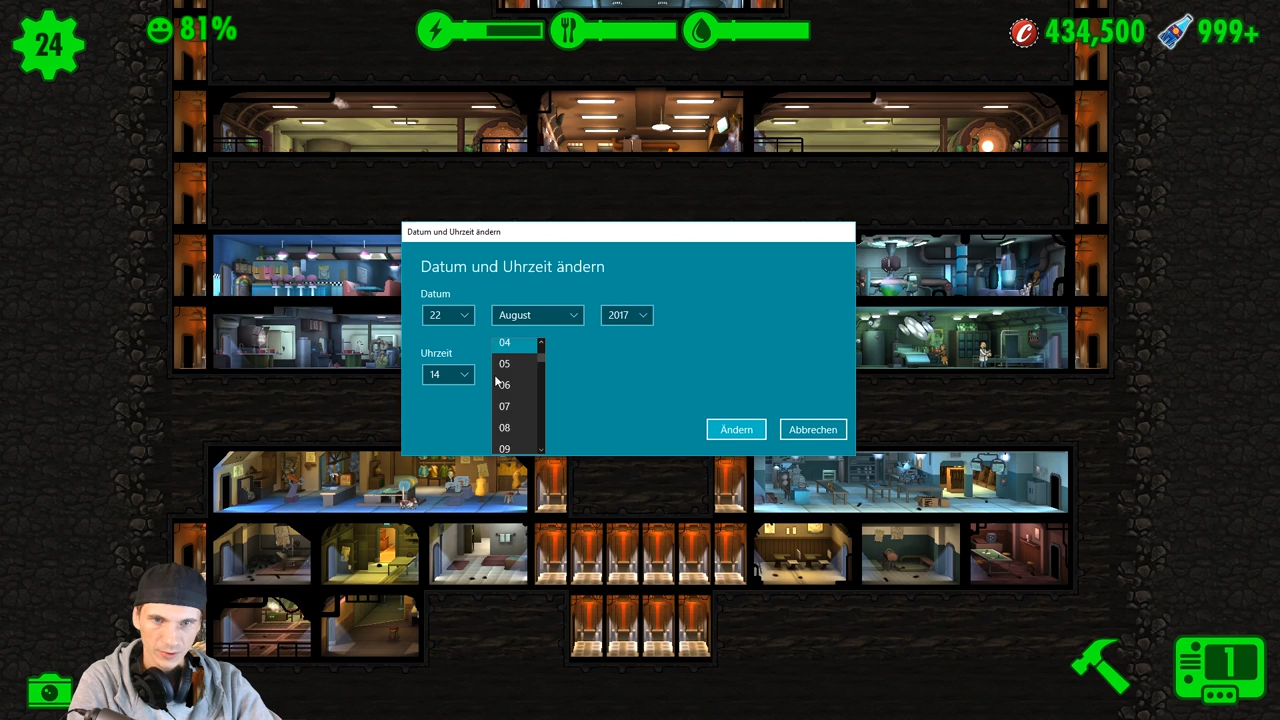 24
81%
434,500
999+
Datum und Uhrzeit ändern
Datum und Uhrzeit ändern
Datum
22
August
2017
Uhrzeit
14
04
05
06
07
08
09
Ändern
Abbrechen
1